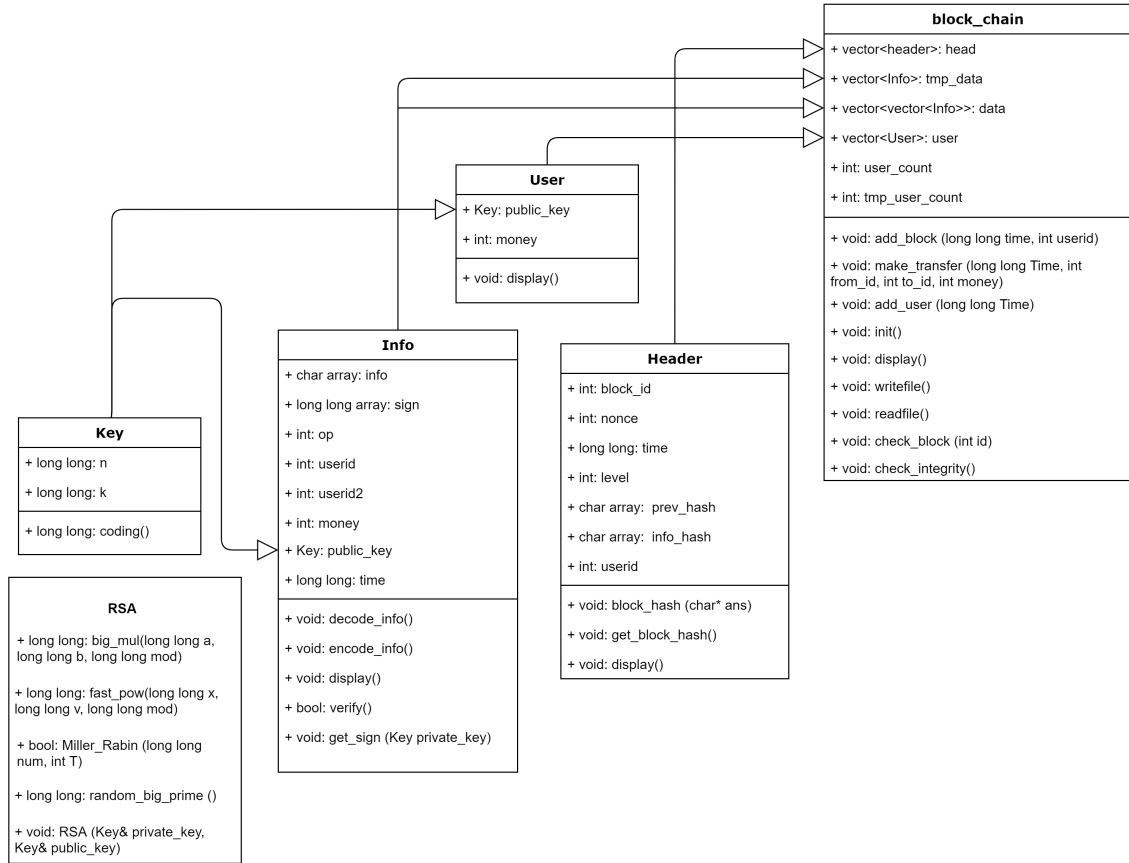 block_chain
+ vector<header>: head
+ vector<Info>: tmp_data
+ vector<vector<Info>>: data
+ vector<User>: user
+ int: user_count
+ int: tmp_user_count
+ void: add_block (long long time, int userid)
+ void: make_transfer (long long Time, int
from_id, int to_id, int money)
+ void: add_user (long long Time)
+ void: init()
+ void: display()
+ void: writefile()
+ void: readfile()
+ void: check_block (int id)
+ void: check_integrity()
User
+ Key: public_key
+ int: money
+ void: display()
Info
+ char array: info
+ long long array: sign
+ int: op
+ int: userid
+ int: userid2
+ int: money
+ Key: public_key
+ long long: time
+ void: decode_info()
+ void: encode_info()
+ void: display()
+ bool: verify()
+ void: get_sign (Key private_key)
Header
+ int: block_id
+ int: nonce
+ long long: time
+ int: level
+ char array:  prev_hash
+ char array:  info_hash
+ int: userid
+ void: block_hash (char* ans)
+ void: get_block_hash()
+ void: display()
Key
+ long long: n
+ long long: k
+ long long: coding()
RSA
+ long long: big_mul(long long a,
long long b, long long mod)
+ long long: fast_pow(long long x,
long long v, long long mod)
+ bool: Miller_Rabin (long long
num, int T)
+ long long: random_big_prime ()
+ void: RSA (Key& private_key,
Key& public_key)